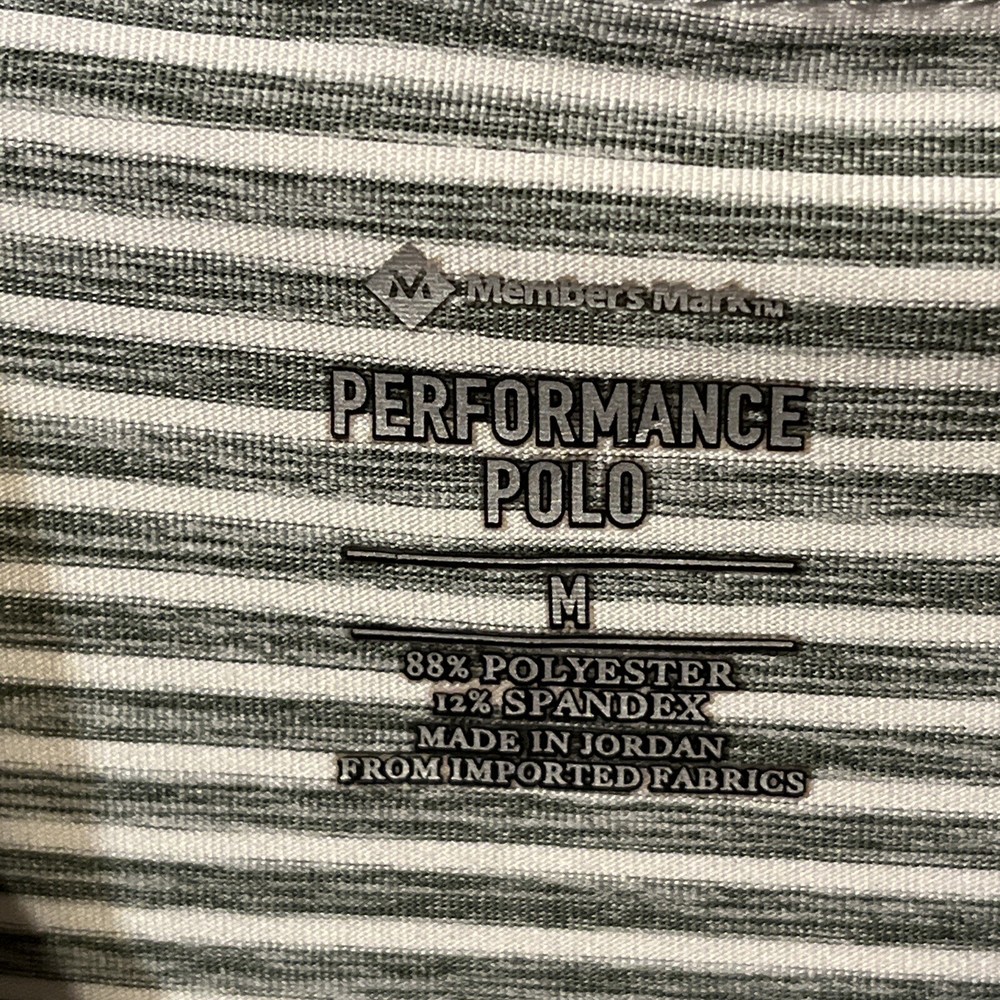 Member's Mark™
PERFORMANCE
POLO
M
88% POLYESTER
12% SPANDEX
MADE IN JORDAN
FROM IMPORTED FABRICS